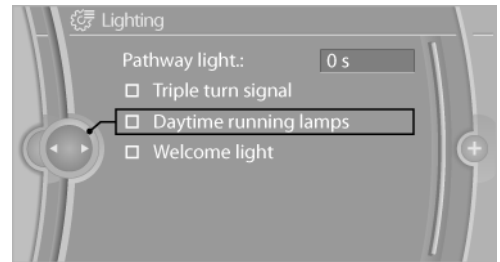 Lighting
Pathway light.: 0 s
Triple turn signal
Daytime running lamps
Welcome light